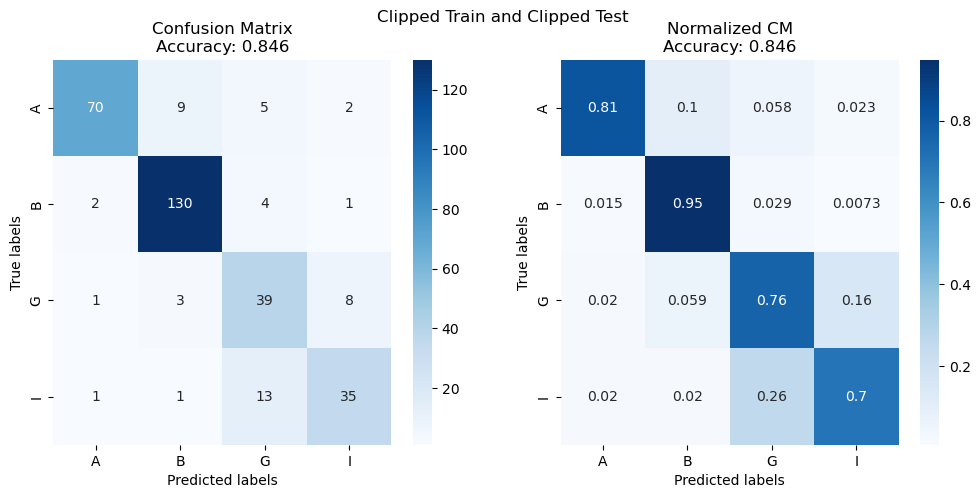 Clipped Train and Clipped Test
Confusion Matrix
Accuracy: 0.846
A 70 9 5 2
B 2 130 4 1
G 1 3 39 8
I 1 1 13 35
A B G I
Predicted labels
True labels
120
100
80
60
40
20
Normalized CM
Accuracy: 0.846
A 0.81 0.1 0.058 0.023
B 0.015 0.95 0.029 0.0073
G 0.02 0.059 0.76 0.16
I 0.02 0.02 0.26 0.7
A B G I
Predicted labels
True labels
0.8
0.6
0.4
0.2